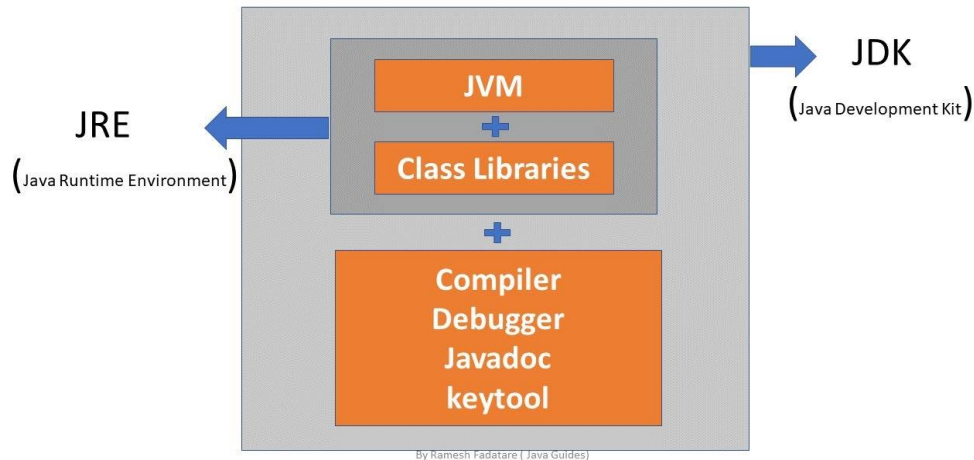 JRE
(Java Runtime Environment)
JVM
Class Libraries
Compiler
Debugger
Javadoc
keytool
JDK
(Java Development Kit)
By Ramesh Fadatare ( Java Guides)